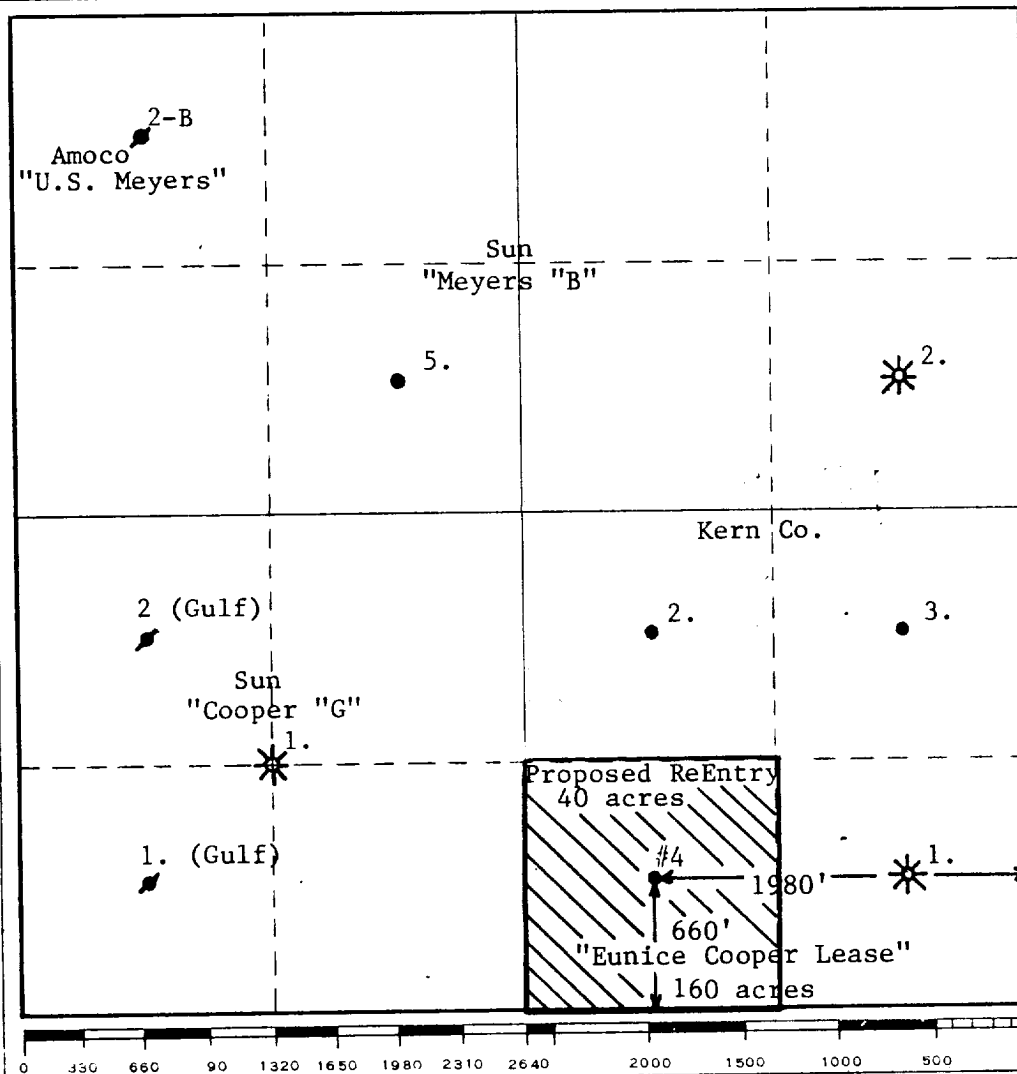 2-B
Amoco
"U.S. Meyers"
Sun
"Meyers "B"
5.
2.
Kern Co.
2 (Gulf)
2.
3.
Sun
"Cooper "G"
1.
Proposed ReEntry
40 acres
1. (Gulf)
#4
1.
1980'
660'
"Eunice Cooper Lease"
160 acres
0 330 660 90 1320 1650 1980 2310 2640 2000 1500 1000 500